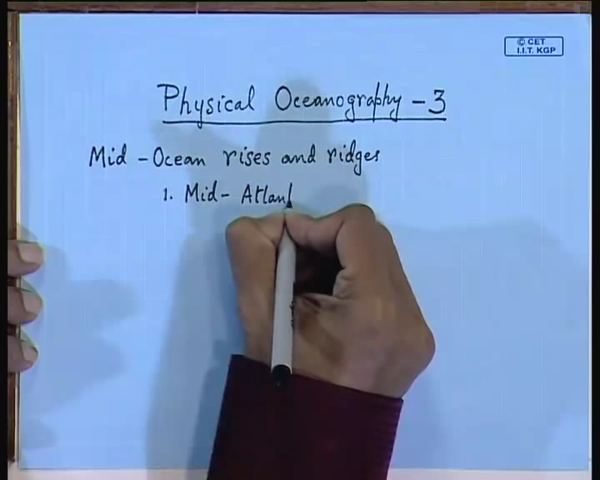 © CET
I.I.T. KGP
Physical Oceanography - 3
Mid - Ocean rises and ridges
1. Mid - Atlant